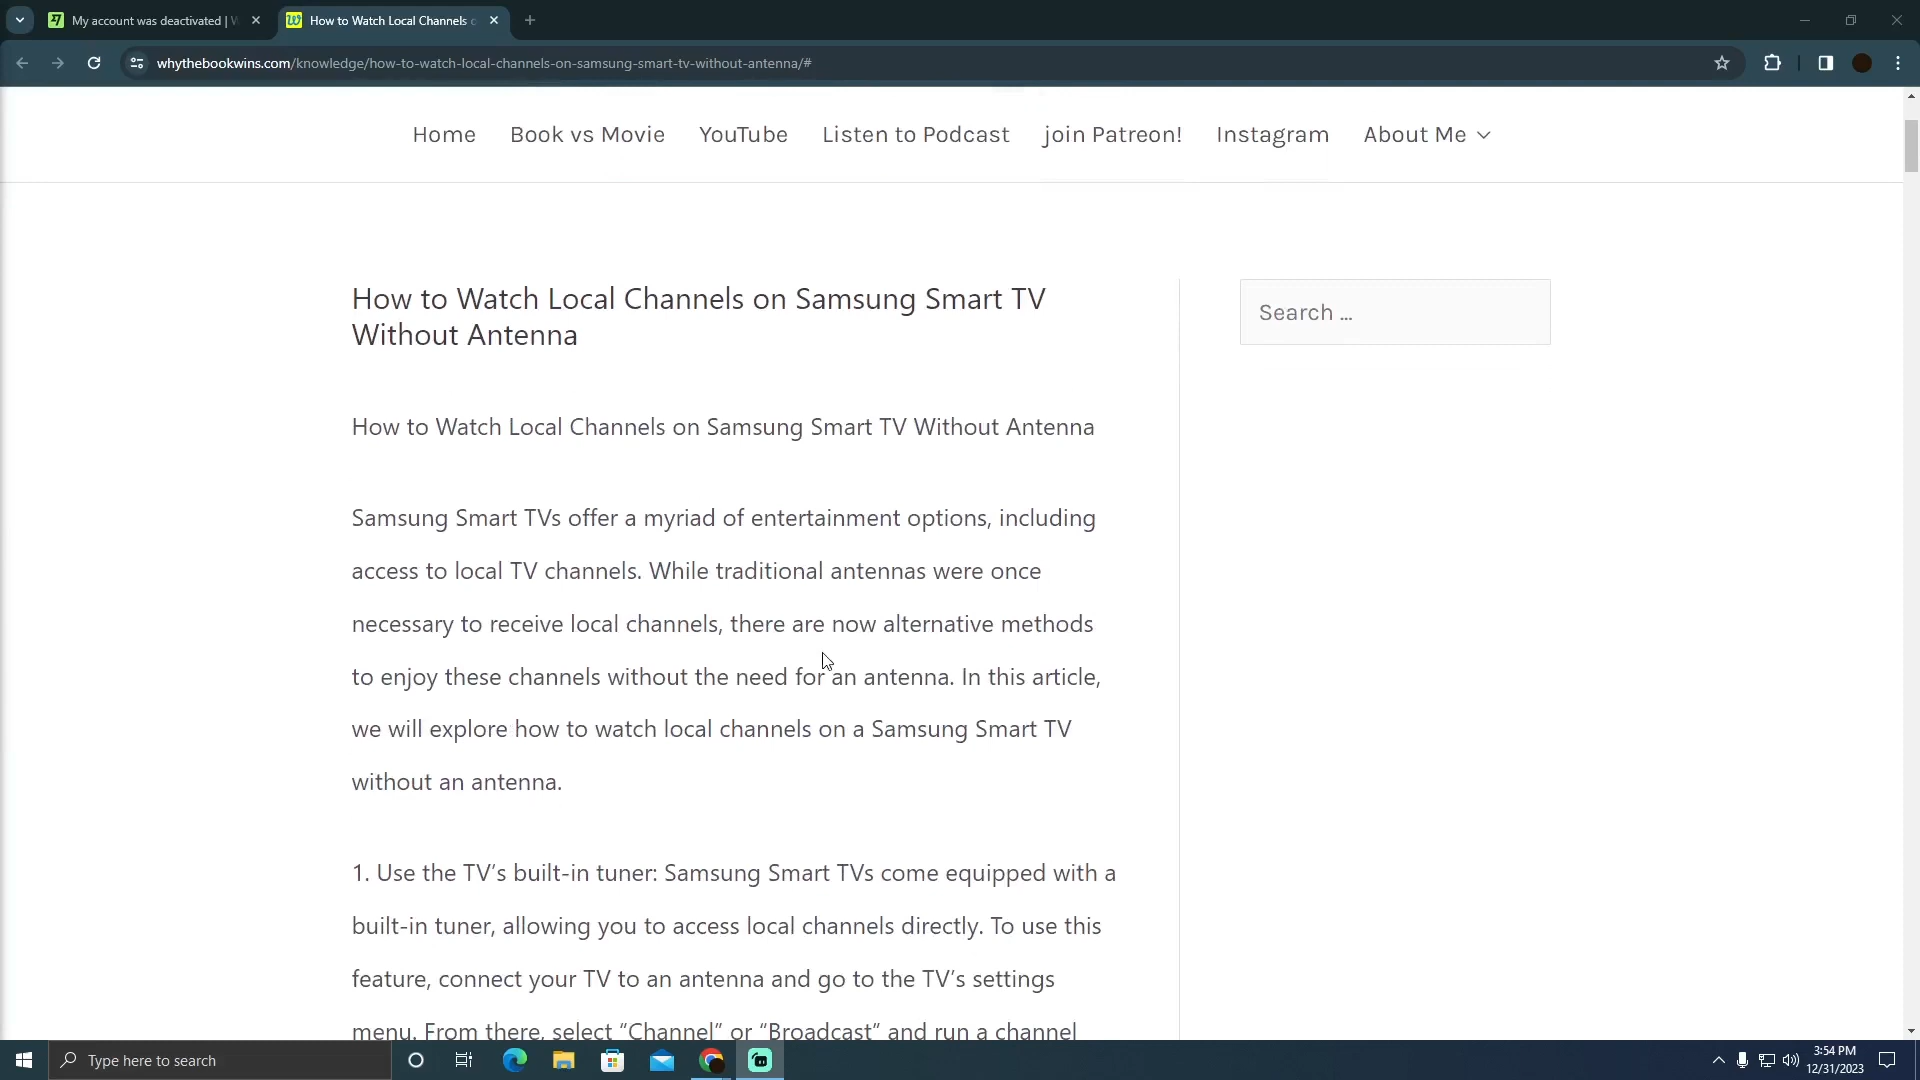 My account was deactivated |
How to Watch Local Channels
whythebookwins.com/knowledge/how-to-watch-local-channels-on-samsung-smart-tv-without-antenna/#
Home Book vs Movie YouTube Listen to Podcast join Patreon! Instagram About Me
How to Watch Local Channels on Samsung Smart TV
Without Antenna
Search ...
How to Watch Local Channels on Samsung Smart TV Without Antenna
Samsung Smart TVs offer a myriad of entertainment options, including
access to local TV channels. While traditional antennas were once
necessary to receive local channels, there are now alternative methods
to enjoy these channels without the need for an antenna. In this article,
we will explore how to watch local channels on a Samsung Smart TV
without an antenna.
1. Use the TV’s built-in tuner: Samsung Smart TVs come equipped with a
built-in tuner, allowing you to access local channels directly. To use this
feature, connect your TV to an antenna and go to the TV’s settings
menu. From there, select “Channel” or “Broadcast” and run a channel
Type here to search
3:54 PM
12/31/2023